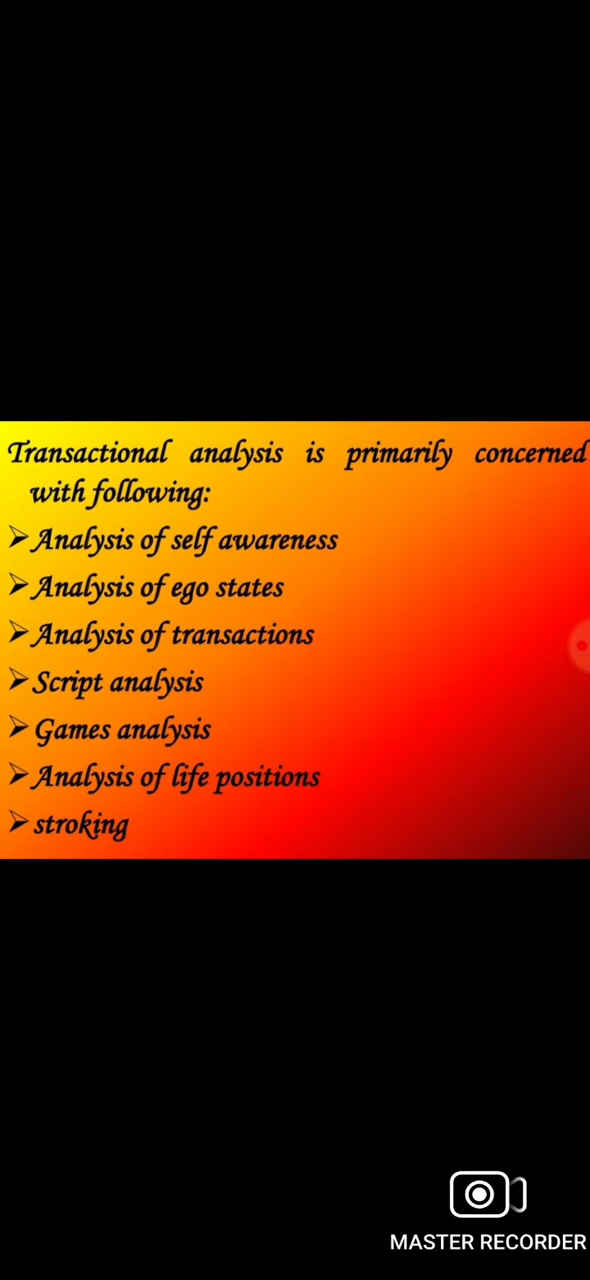 Transactional analysis is primarily concerned
with following:
➢Analysis of self awareness
➢Analysis of ego states
➢Analysis of transactions
➢Script analysis
➢Games analysis
➢Analysis of life positions
➢stroking
MASTER RECORDER